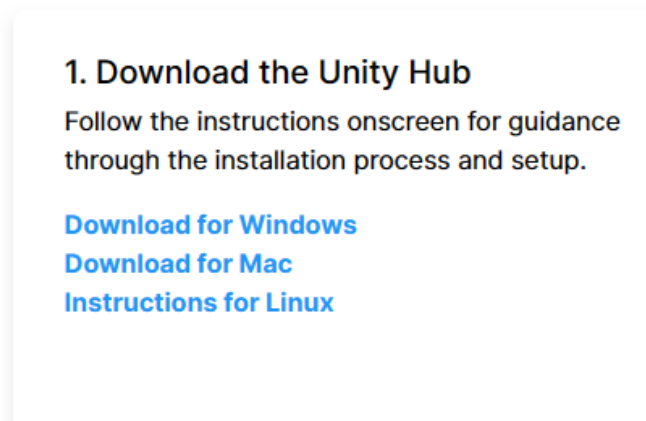 1. Download the Unity Hub
Follow the instructions onscreen for guidance
through the installation process and setup.
Download for Windows
Download for Mac
Instructions for Linux